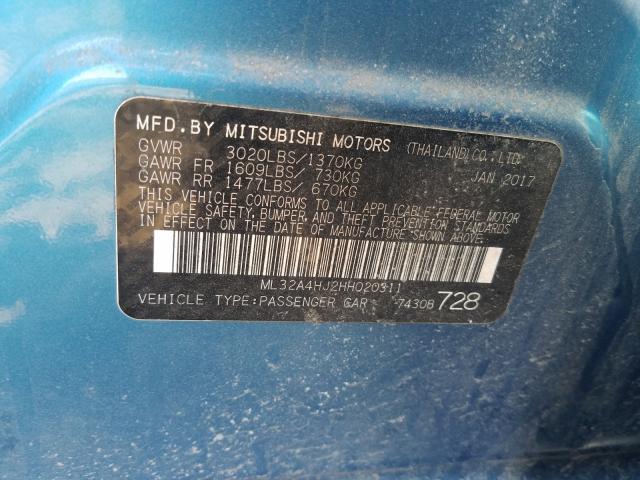 MFD.BY MITSUBISHI MOTORS (THAILAND)CO.,LTD
GVWR 3020LBS/1370KG JAN 2017
GAWR FR 1609LBS/ 730KG
GAWR RR 1477LBS/ 670KG
THIS VEHICLE CONFORMS TO ALL APPLICABLE FEDERAL MOTOR
VEHICLE SAFETY, BUMPER, AND THEFT PREVENTION STANDARDS
IN EFFECT ON THE DATE OF MANUFACTURE SHOWN ABOVE.
ML32A4HJ2HH020311
VEHICLE TYPE:PASSENGER CAR 7430B 728